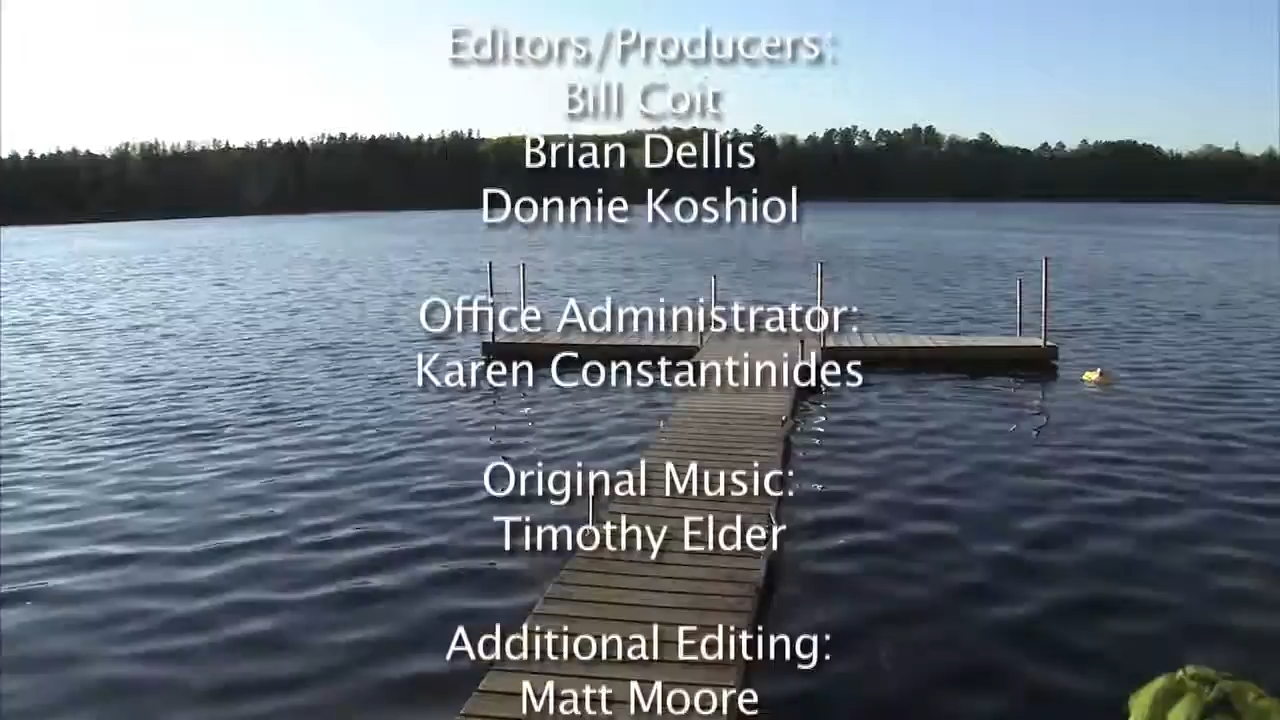 Editors/Producers:
Bill Coit
Brian Dellis
Donnie Koshiol
Office Administrator:
Karen Constantinides
Original Music:
Timothy Elder
Additional Editing:
Matt Moore